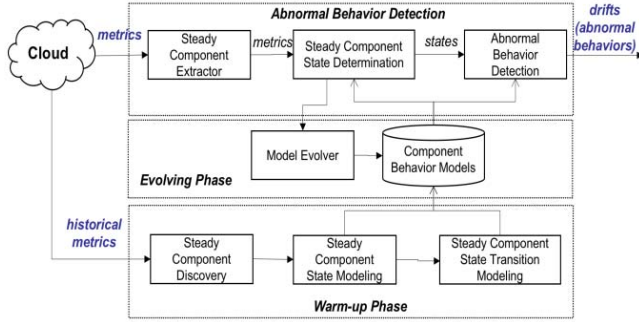 Abnormal Behavior Detection
drifts
(abnormal
behaviors)
Cloud
metrics
Steady
Component
Extractor
metrics
Steady Component
State Determination
states
Abnormal
Behavior
Detection
Model Evolver
Component
Behavior Models
Evolving Phase
historical
metrics
Steady
Component
Discovery
Steady
Component
State Modeling
Steady Component
State Transition
Modeling
Warm-up Phase